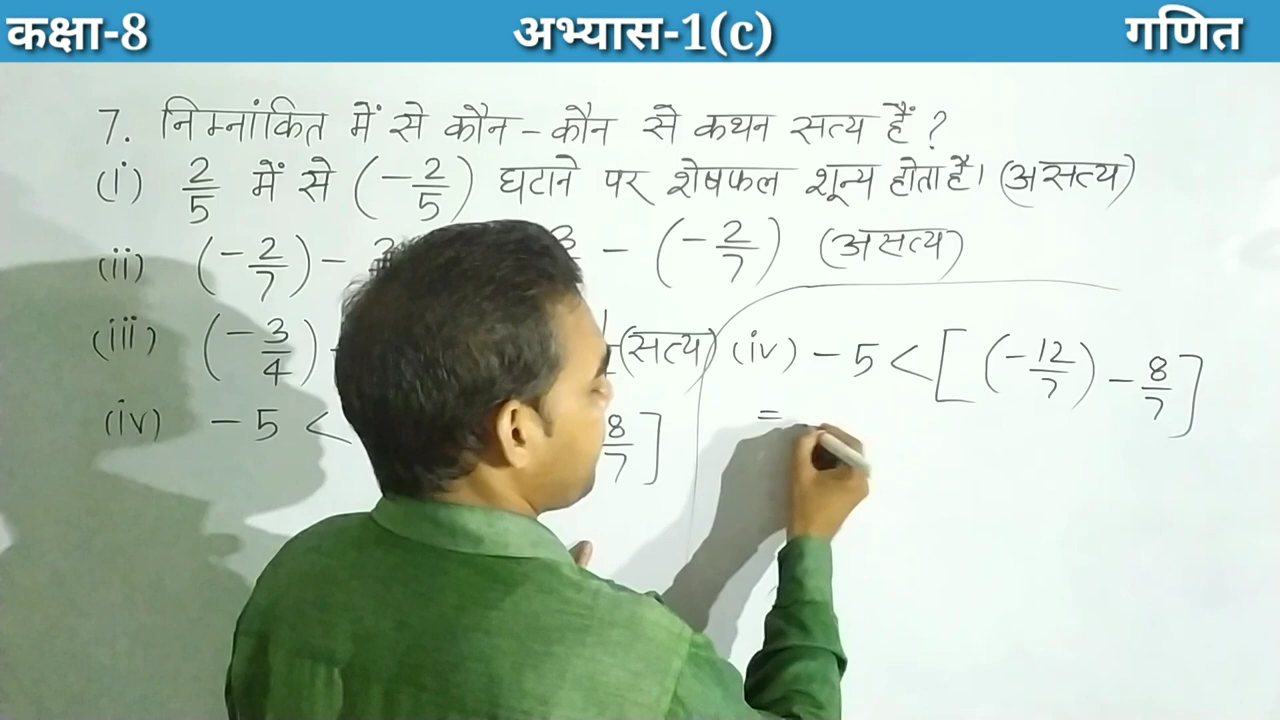 कक्षा-8 अभ्यास-1(c) गणित
7. निम्नांकित में से कौन-कौन से कथन सत्य हैं ?
(i) 2/5 में से (-2/5) घटाने पर शेषफल शून्य होता है। (असत्य)
(ii) (-2/7) - - (-2/7) (असत्य)
(iii) (-3/4) (सत्य)
(iv) -5 < 8/7]
(iv) -5 < [(-12/7) - 8/7]
=